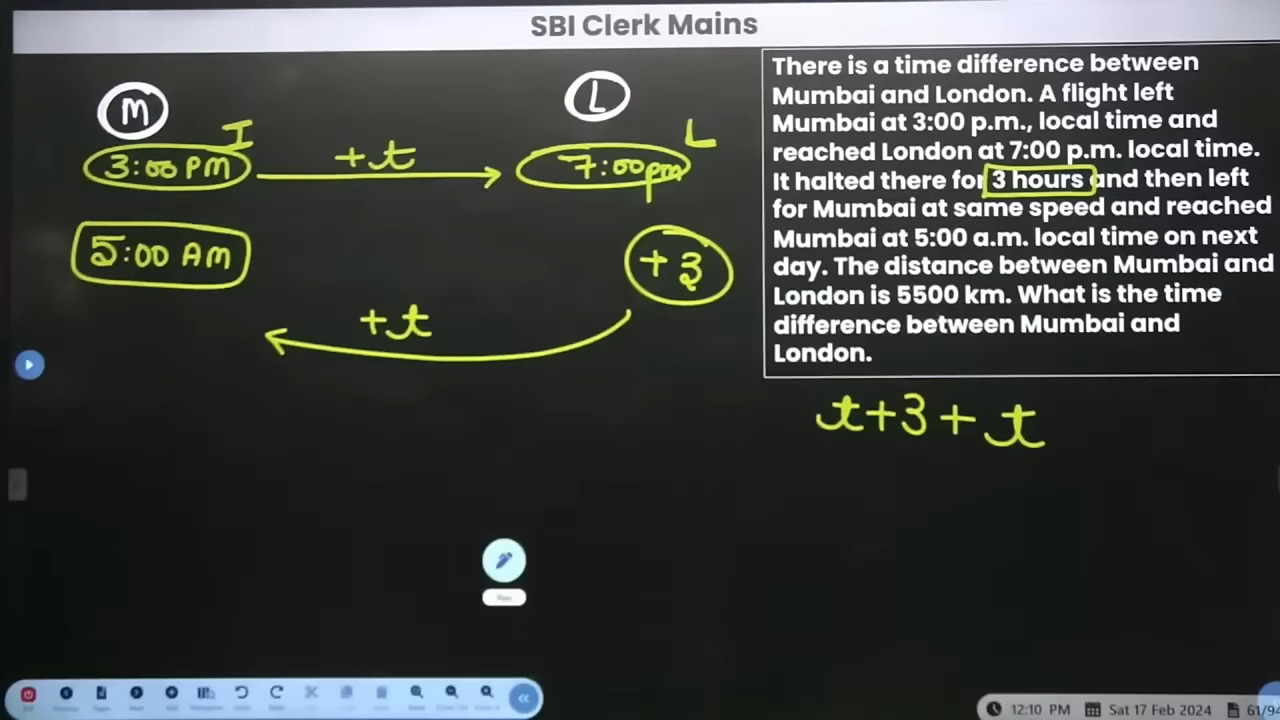 SBI Clerk Mains
M
L
3:00 PM
I
+t
7:00pm
L
5:00 AM
+3
+t
There is a time difference between
Mumbai and London. A flight left
Mumbai at 3:00 p.m., local time and
reached London at 7:00 p.m. local time.
It halted there for 3 hours and then left
for Mumbai at same speed and reached
Mumbai at 5:00 a.m. local time on next
day. The distance between Mumbai and
London is 5500 km. What is the time
difference between Mumbai and
London.
t+3+t
Pen
12:10 PM Sat 17 Feb 2024 61/94